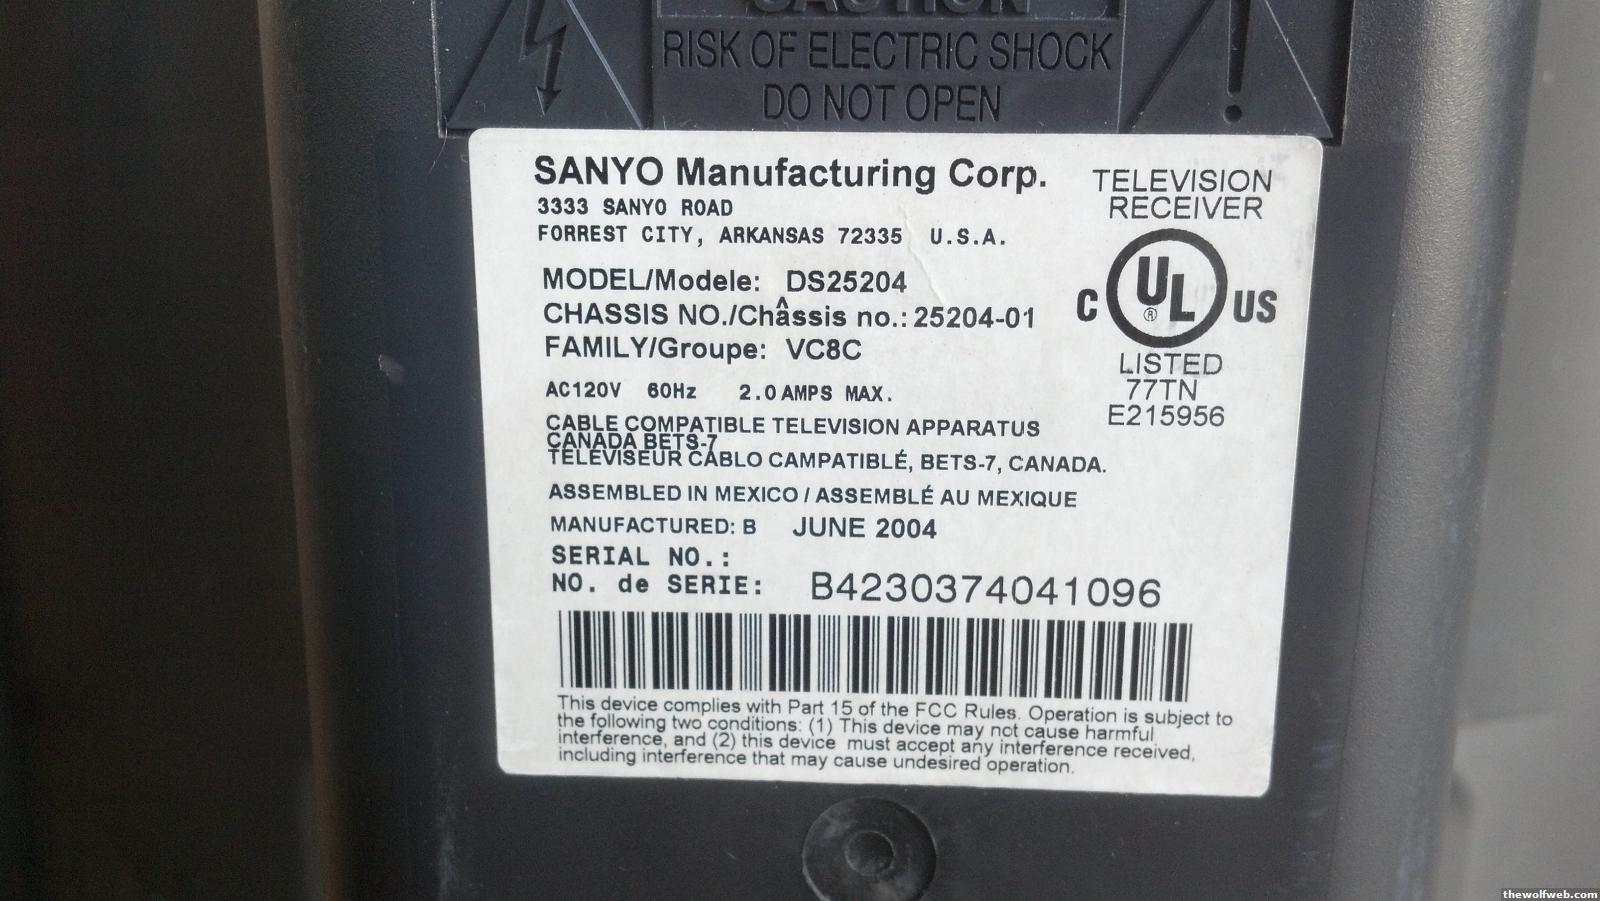 CAUTION
RISK OF ELECTRIC SHOCK
DO NOT OPEN
SANYO Manufacturing Corp.
3333 SANYO ROAD
FORREST CITY, ARKANSAS 72335 U.S.A.
TELEVISION
RECEIVER
MODEL/Modele: DS25204
CHASSIS NO./Châssis no.: 25204-01
FAMILY/Groupe: VC8C
C UL® US
LISTED
77TN
E215956
AC120V 60Hz 2.0 AMPS MAX.
CABLE COMPATIBLE TELEVISION APPARATUS
CANADA BETS-7
TÉLÉVISEUR CÂBLO CAMPATIBLÉ, BETS-7, CANADA.
ASSEMBLED IN MEXICO / ASSEMBLÉ AU MEXIQUE
MANUFACTURED: B JUNE 2004
SERIAL NO.:
NO. de SERIE: B4230374041096
This device complies with Part 15 of the FCC Rules. Operation is subject to
the following two conditions: (1) This device may not cause harmful
interference, and (2) this device must accept any interference received,
including interference that may cause undesired operation.
thewolfweb.com